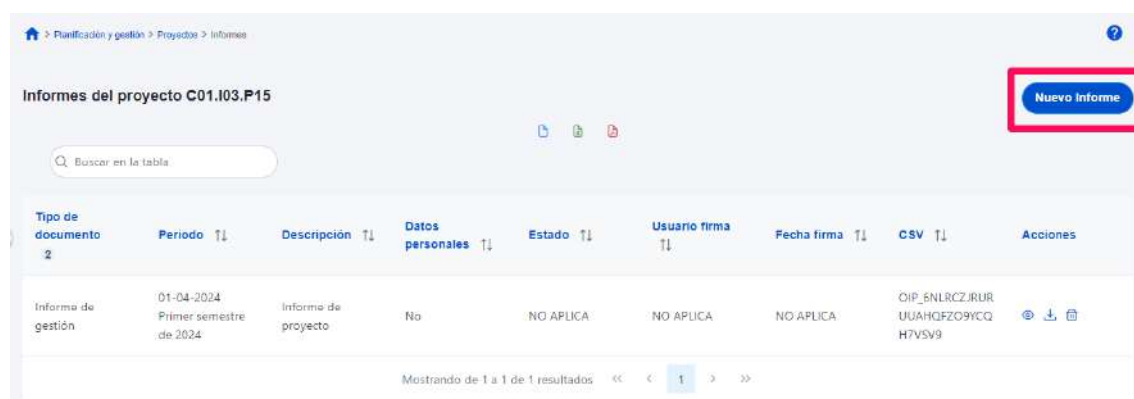 > Planificación y gestión > Proyectos > Informes
Informes del proyecto C01.I03.P15
Nuevo Informe
Buscar en la tabla
Tipo de
documento
2
Periodo
Descripción
Datos
personales
Estado
Usuario firma
Fecha firma
CSV
Acciones
Informe de
gestión
01-04-2024
Primer semestre
de 2024
Informe de
proyecto
No
NO APLICA
NO APLICA
NO APLICA
OIP_6NLRCZJRUR
UUAHQFZO9YCQ
H7VSV9
Mostrando de 1 a 1 de 1 resultados << < 1 > >>